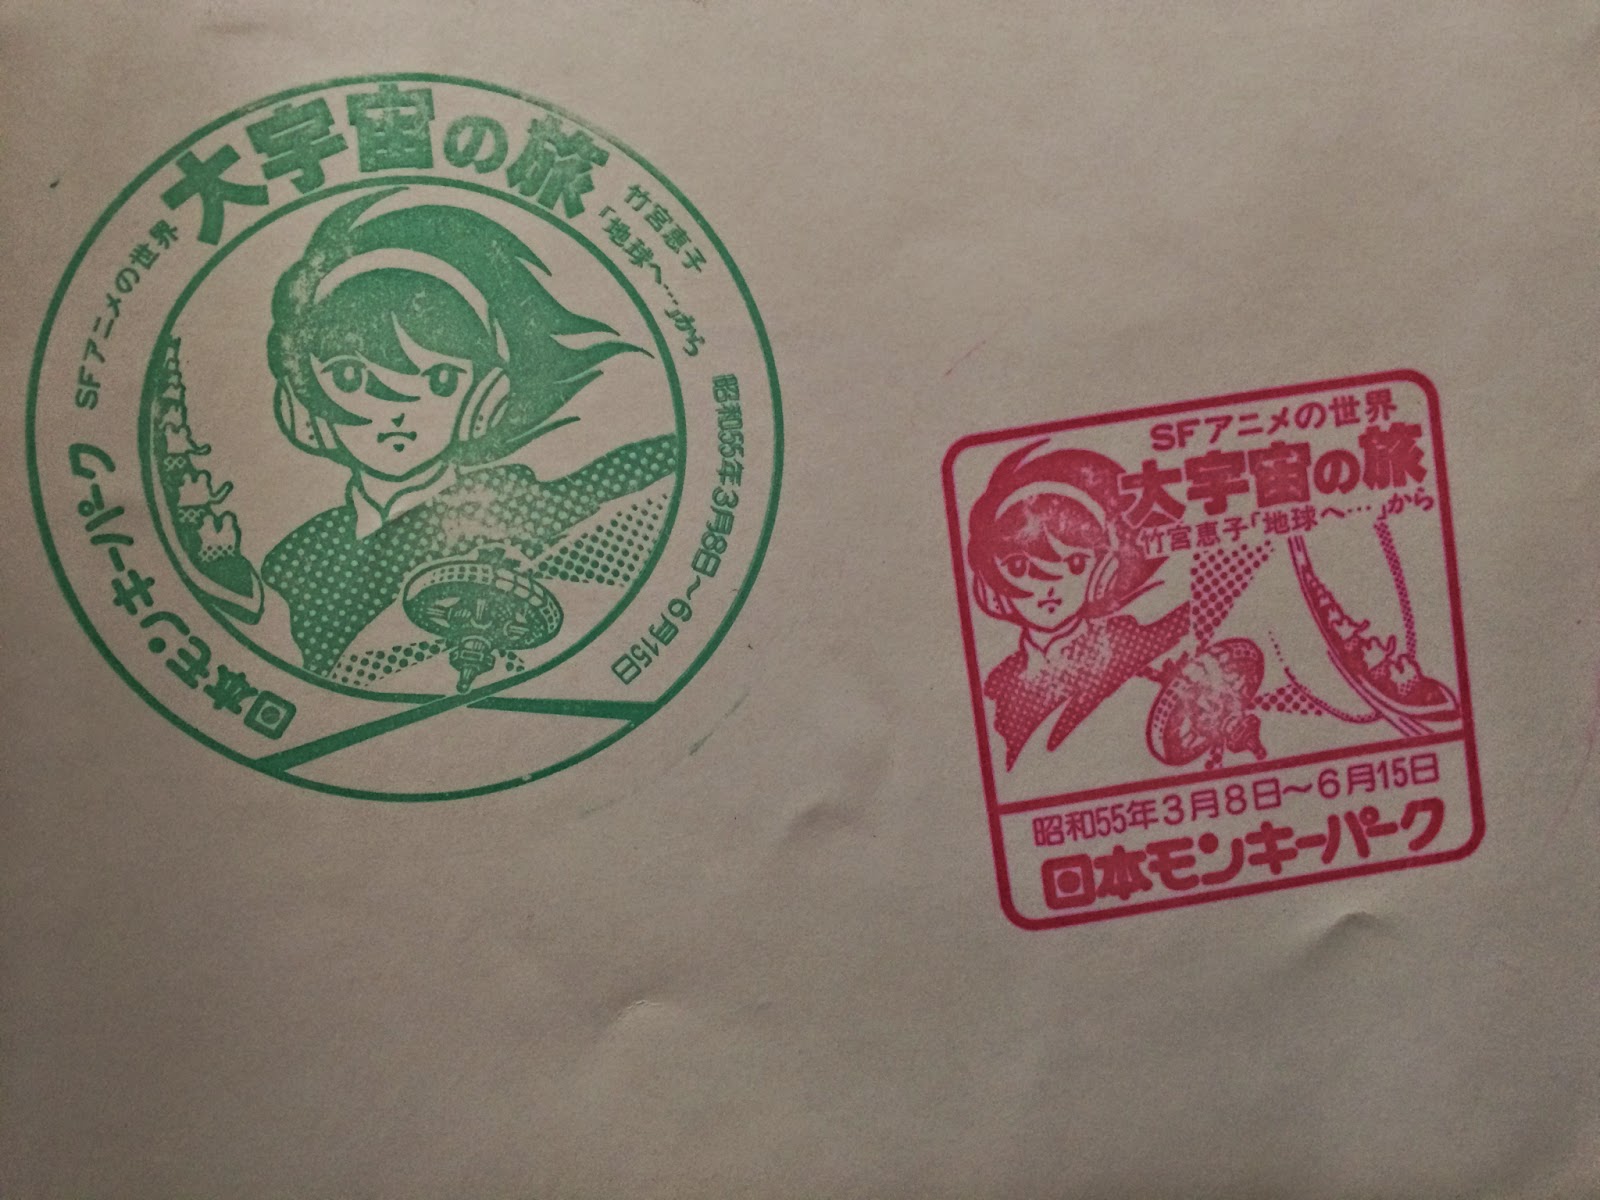 大宇宙の旅
SFアニメの世界
竹宮恵子
「地球へ…」から
昭和55年3月8日～6月15日
日本モンキーパーク
SFアニメの世界
大宇宙の旅
竹宮恵子「地球へ…」から
昭和55年3月8日～6月15日
日本モンキーパーク